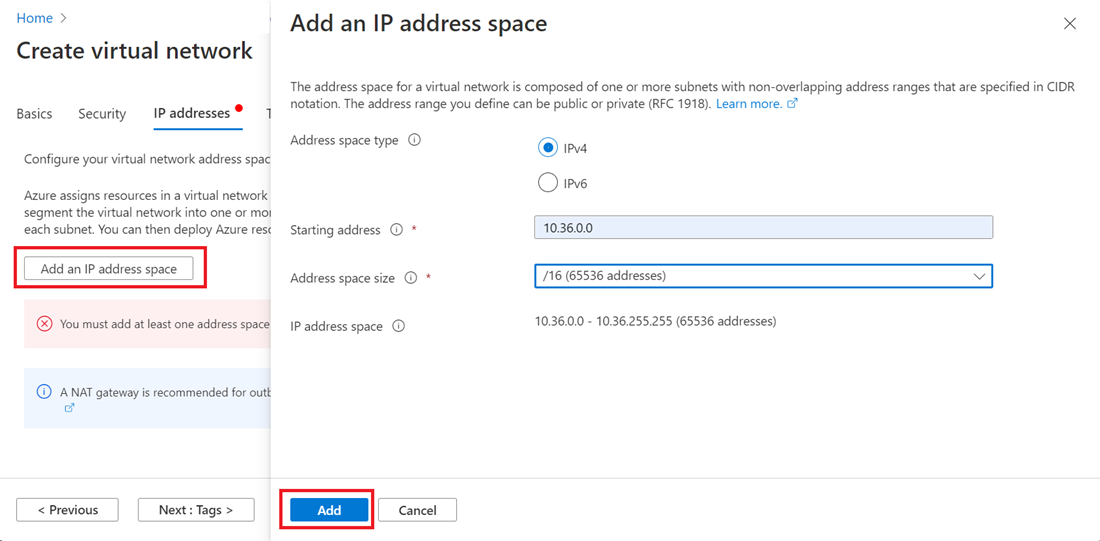 Home >
Create virtual network
Basics
Security
IP addresses
Configure your virtual network address spac
Azure assigns resources in a virtual network
segment the virtual network into one or mor
each subnet. You can then deploy Azure reso
Add an IP address space
You must add at least one address space
A NAT gateway is recommended for outb
< Previous
Next : Tags >
Add an IP address space
The address space for a virtual network is composed of one or more subnets with non-overlapping address ranges that are specified in CIDR
notation. The address range you define can be public or private (RFC 1918). Learn more.
Address space type
IPv4
IPv6
Starting address *
10.36.0.0
Address space size *
/16 (65536 addresses)
IP address space
10.36.0.0 - 10.36.255.255 (65536 addresses)
Add
Cancel